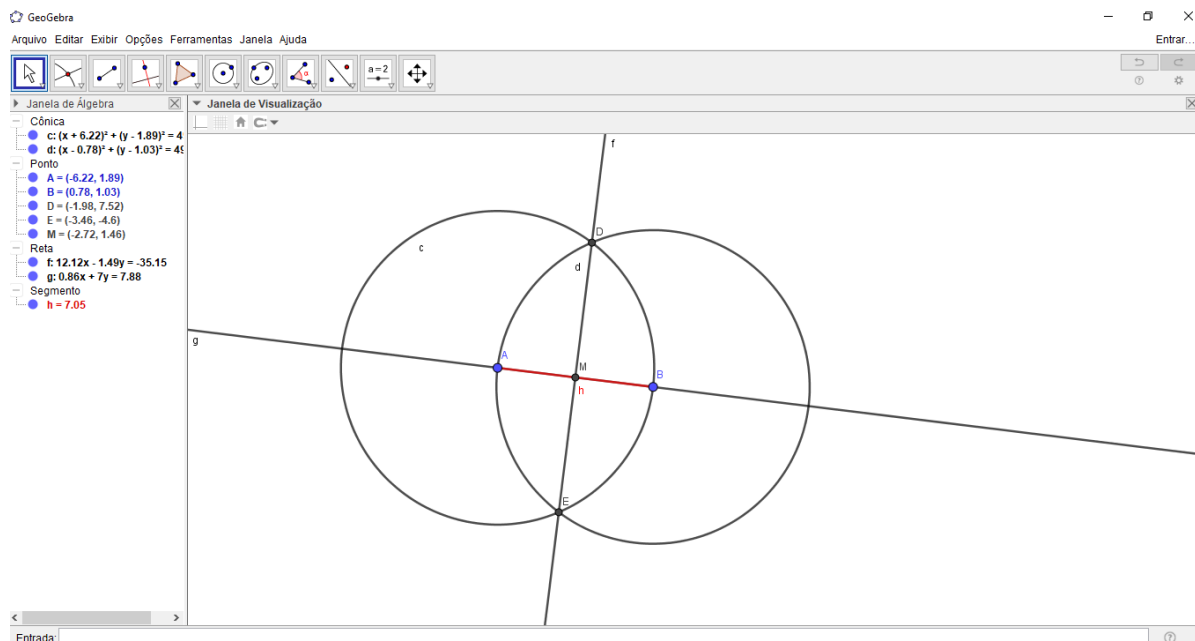 GeoGebra
Arquivo Editar Exibir Opções Ferramentas Janela Ajuda
Entrar...
a=2
Janela de Álgebra
Janela de Visualização
Cônica
c: (x + 6.22)² + (y - 1.89)² = 4
d: (x - 0.78)² + (y - 1.03)² = 49
Ponto
A = (-6.22, 1.89)
B = (0.78, 1.03)
D = (-1.98, 7.52)
E = (-3.46, -4.6)
M = (-2.72, 1.46)
Reta
f: 12.12x - 1.49y = -35.15
g: 0.86x + 7y = 7.88
Segmento
h = 7.05
f
D
c
d
g
A
M
B
h
E
Entrada: